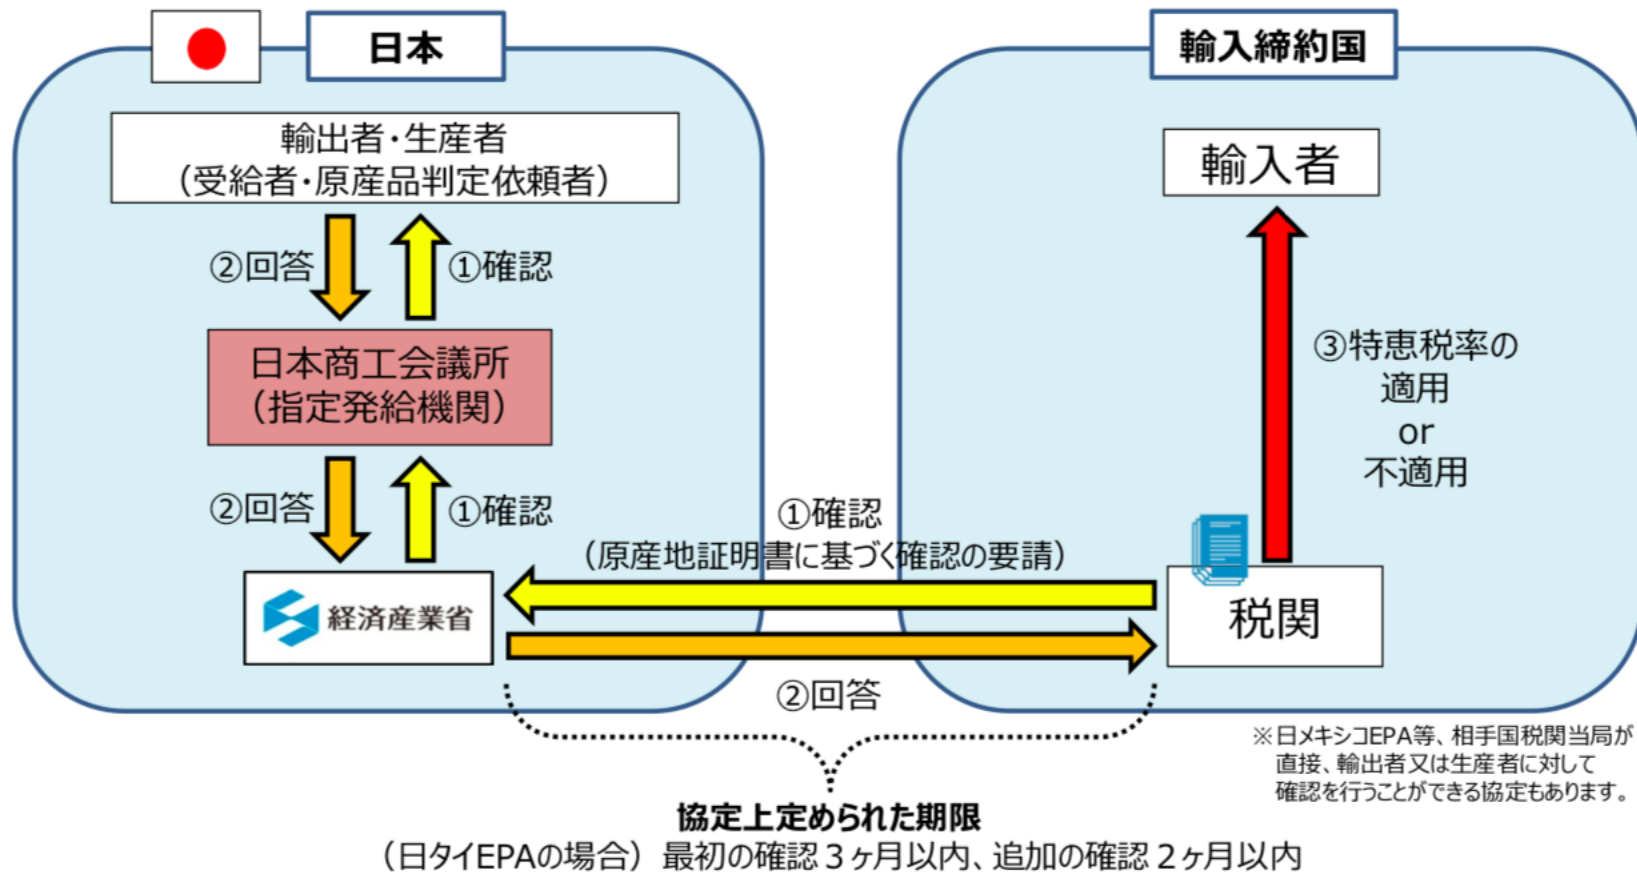 日本
輸出者・生産者
（受給者・原産品判定依頼者）
②回答
①確認
日本商工会議所
（指定発給機関）
②回答
①確認
経済産業省
輸入締約国
輸入者
③特恵税率の
適用
or
不適用
①確認
（原産地証明書に基づく確認の要請）
税関
②回答
※日メキシコEPA等、相手国税関当局が
直接、輸出者又は生産者に対して
確認を行うことができる協定もあります。
協定上定められた期限
（日タイEPAの場合）最初の確認３ヶ月以内、追加の確認２ヶ月以内